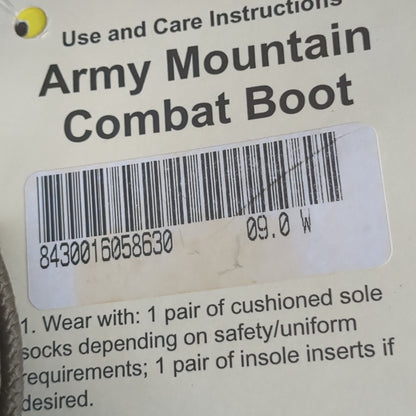 Use and Care Instructions
Army Mountain
Combat Boot
8430016058630 09.0 W
1. Wear with: 1 pair of cushioned sole
socks depending on safety/uniform
requirements; 1 pair of insole inserts if
desired.